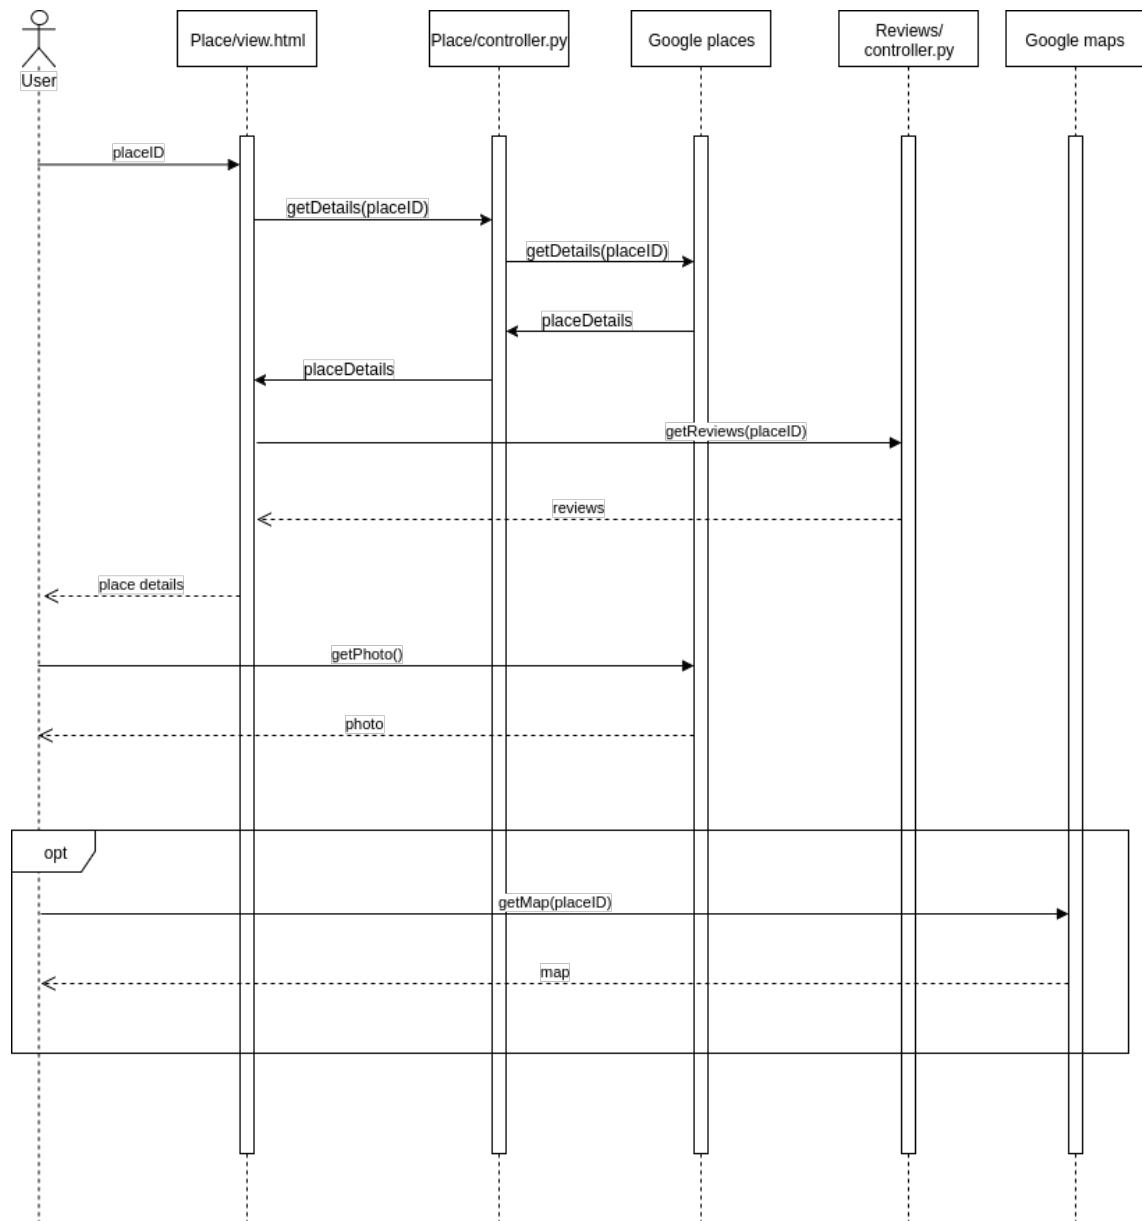 User
Place/view.html
Place/controller.py
Google places
Reviews/
controller.py
Google maps
placeID
getDetails(placeID)
getDetails(placeID)
placeDetails
placeDetails
getReviews(placeID)
reviews
place details
getPhoto()
photo
opt
getMap(placeID)
map